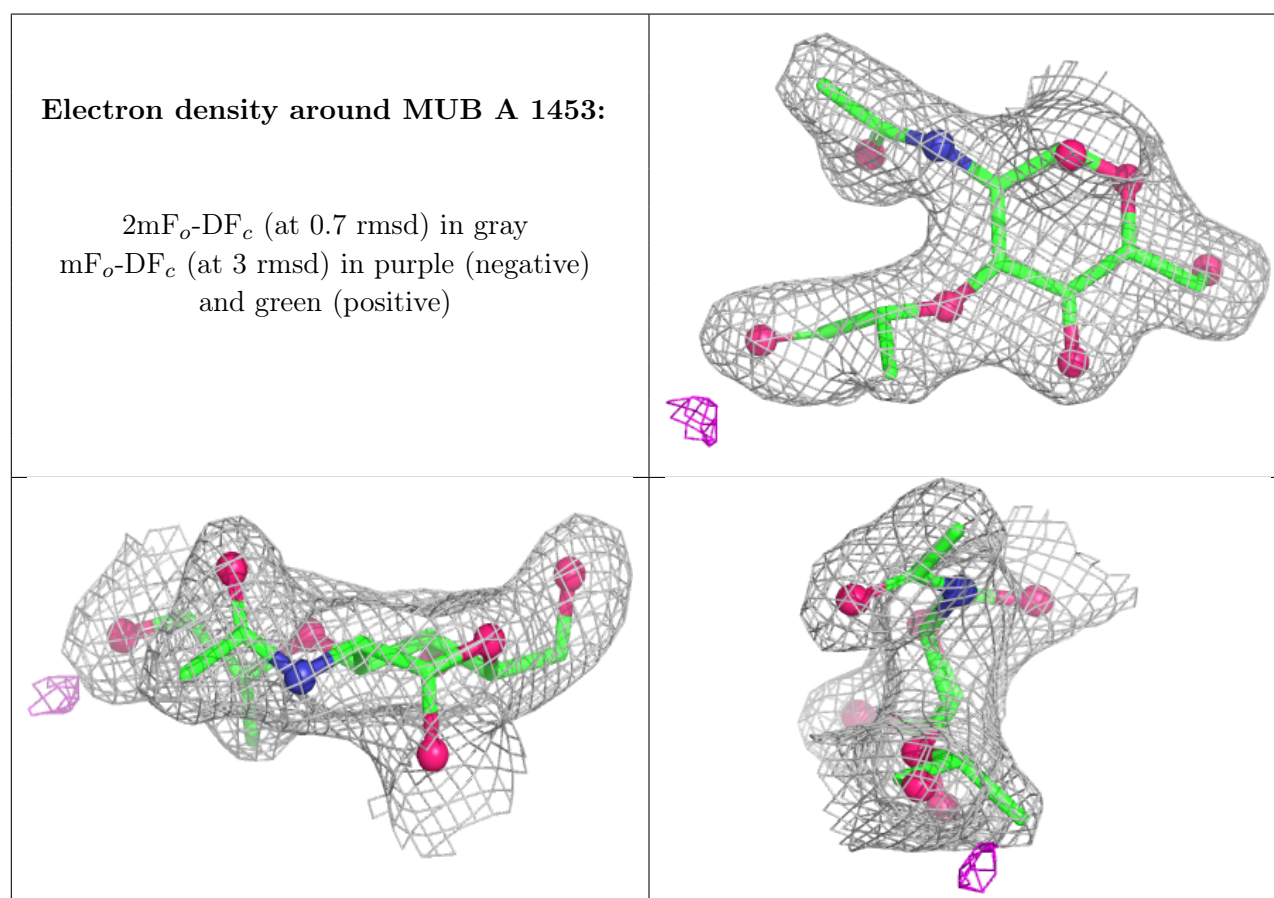 Electron density around MUB A 1453:
2mFo-DFc (at 0.7 rmsd) in gray
mFo-DFc (at 3 rmsd) in purple (negative)
and green (positive)